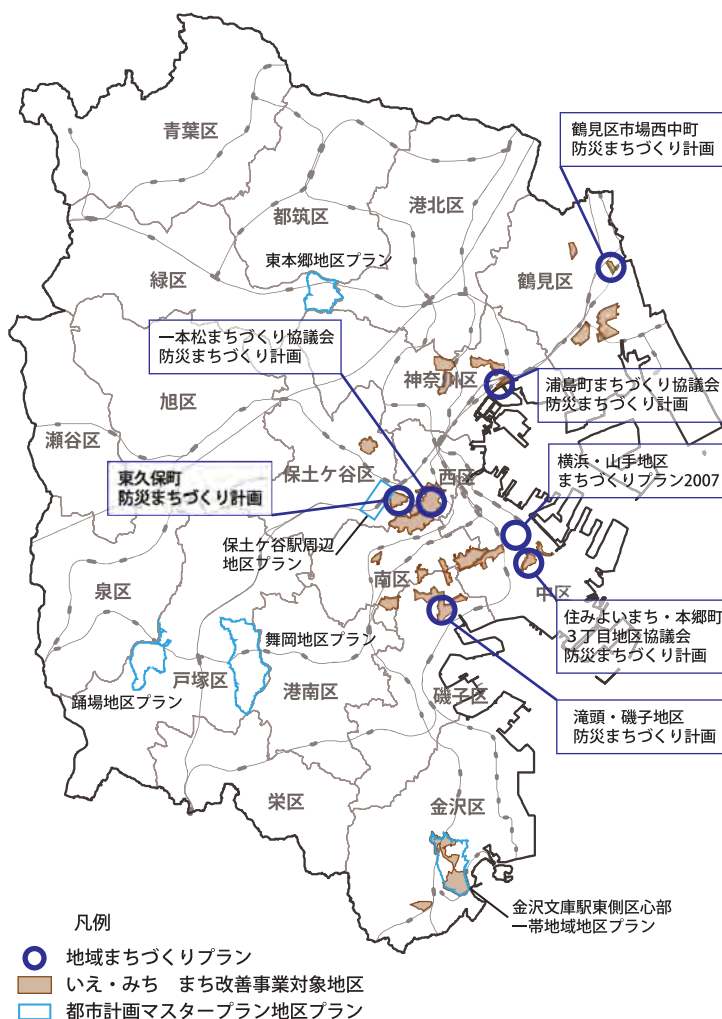 鶴見区市場西中町
防災まちづくり計画
青葉区
港北区
都筑区
東本郷地区プラン
緑区
鶴見区
一本松まちづくり協議会
防災まちづくり計画
神奈川区
浦島町まちづくり協議会
防災まちづくり計画
旭区
瀬谷区
保土ケ谷区
西区
横浜・山手地区
まちづくりプラン2007
東久保町
防災まちづくり計画
保土ケ谷駅周辺
地区プラン
泉区
南区
中区
住みよいまち・本郷町
3丁目地区協議会
防災まちづくり計画
舞岡地区プラン
戸塚区
港南区
磯子区
踊場地区プラン
滝頭・磯子地区
防災まちづくり計画
栄区
金沢区
金沢文庫駅東側区心部
一帯地域地区プラン
凡例
地域まちづくりプラン
いえ・みち　まち改善事業対象地区
都市計画マスタープラン地区プラン